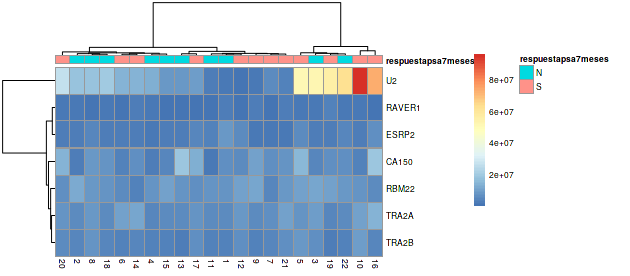 respuestapsa7meses
respuestapsa7meses
U2
N
8e+07
S
RAVER1
6e+07
ESRP2
4e+07
CA150
2e+07
RBM22
TRA2A
TRA2B
20 2 8 18 6 14 4 15 13 17 11 1 12 9 7 21 5 3 19 22 10 16